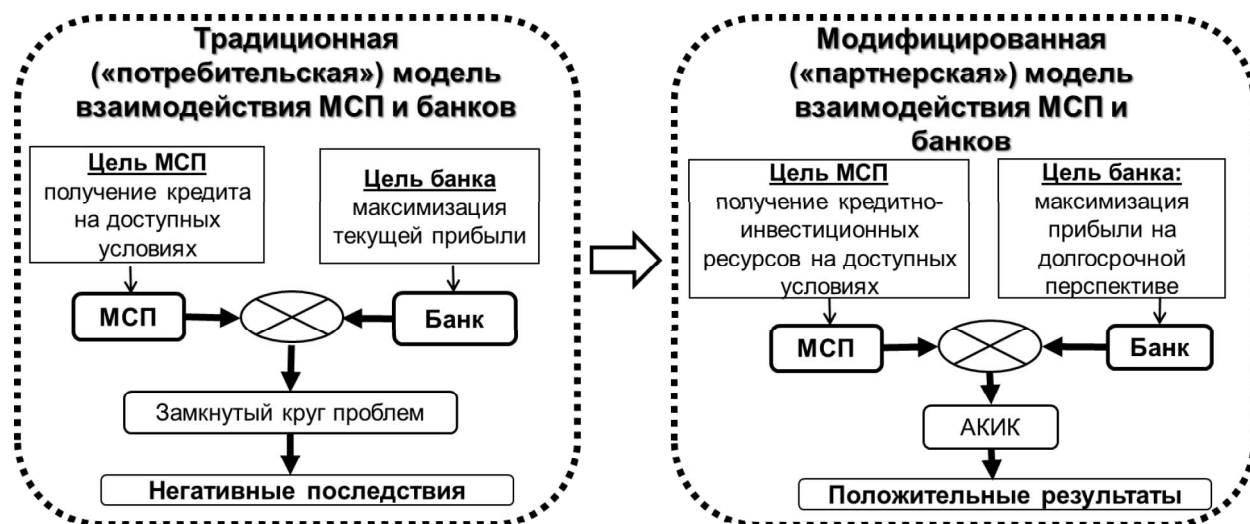 Традиционная
(«потребительская») модель
взаимодействия МСП и банков
Цель МСП
получение кредита
на доступных
условиях
Цель банка
максимизация
текущей прибыли
МСП
Банк
Замкнутый круг проблем
Негативные последствия
Модифицированная
(«партнерская») модель
взаимодействия МСП и
банков
Цель МСП
получение кредитно-
инвестиционных
ресурсов на доступных
условиях
Цель банка:
максимизация
прибыли на
долгосрочной
перспективе
МСП
Банк
АКИК
Положительные результаты